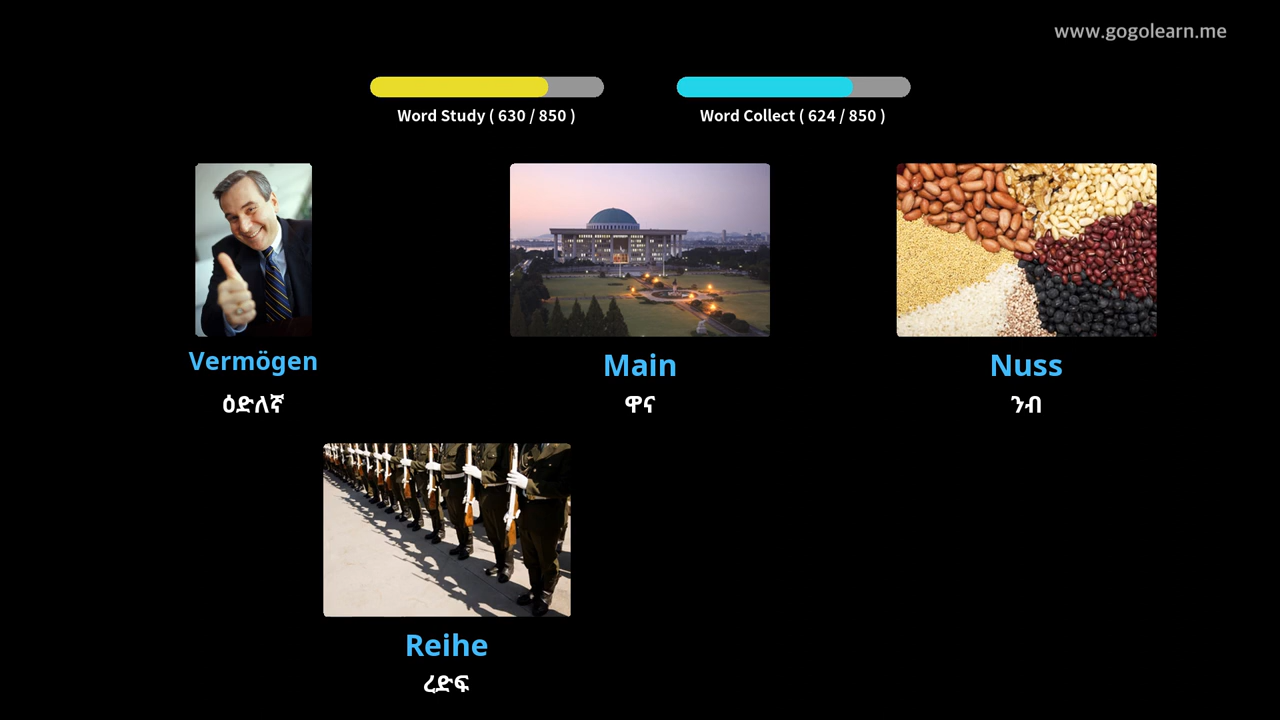 www.gogolearn.me
Word Study ( 630 / 850 )
Word Collect ( 624 / 850 )
Vermögen
ዕድለኛ
Main
ዋና
Nuss
ንብ
Reihe
ረድፍ